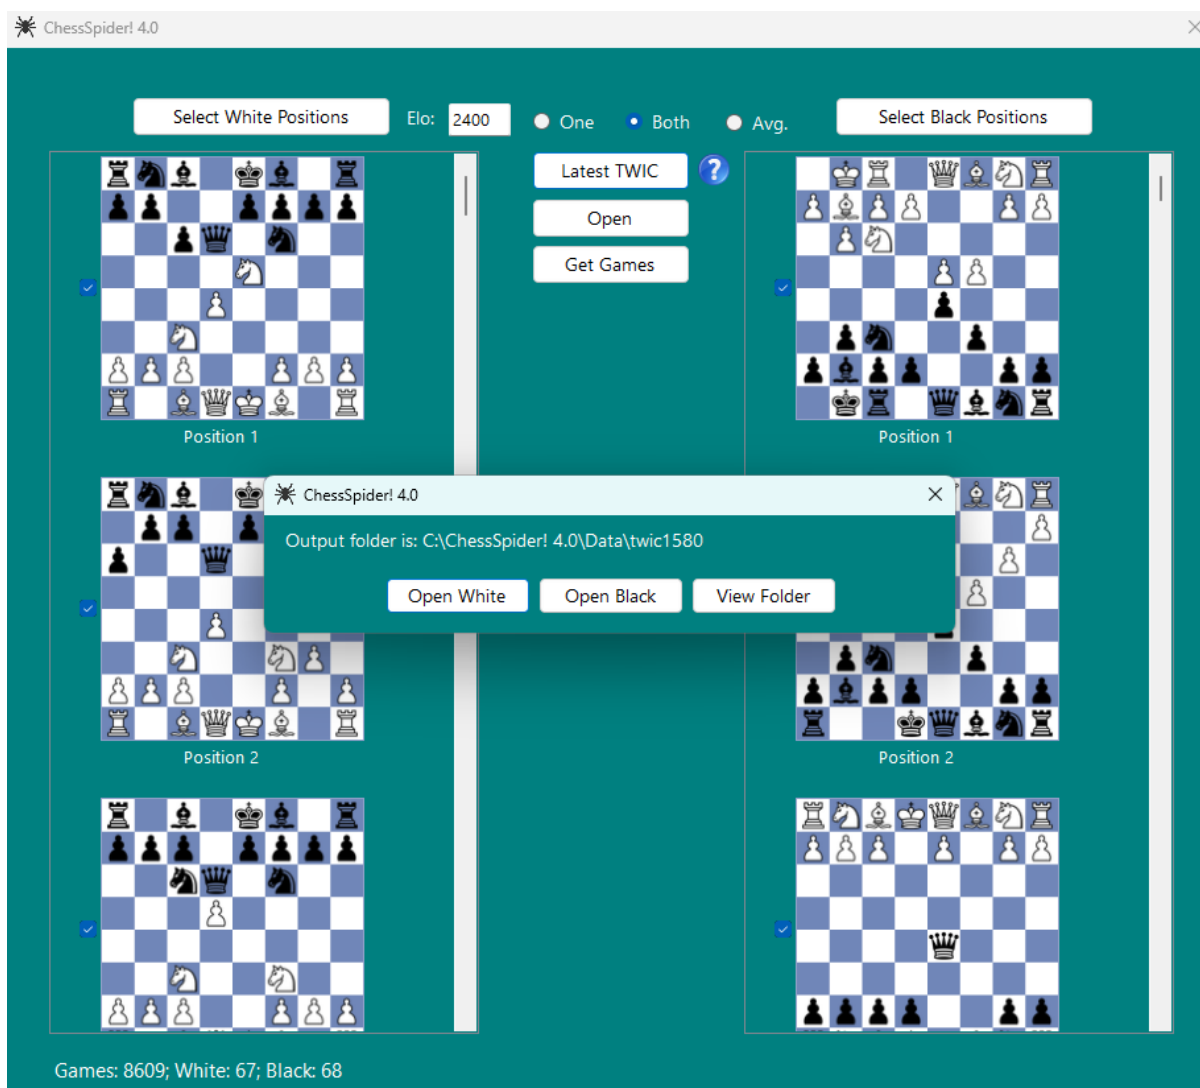 ChessSpider! 4.0
Select White Positions Elo: 2400 One Both Avg. Select Black Positions
Latest TWIC ?
Open
Get Games
Position 1 Position 1
ChessSpider! 4.0
Output folder is: C:\ChessSpider! 4.0\Data\twic1580
Open White Open Black View Folder
Position 2 Position 2
Games: 8609; White: 67; Black: 68